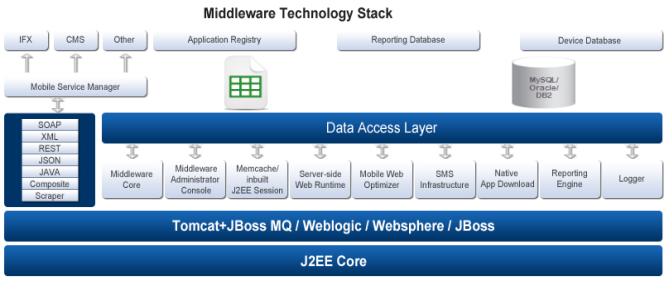 Middleware Technology Stack
IFX
CMS
Other
Application Registry
Reporting Database
Device Database
Mobile Service Manager
MySQL/
Oracle/
DB2
SOAP
XML
REST
JSON
JAVA
Composite
Scraper
Data Access Layer
Middleware
Core
Middleware
Administrator
Console
Memcache/
inbuilt
J2EE Session
Server-side
Web Runtime
Mobile Web
Optimizer
SMS
Infrastructure
Native
App Download
Reporting
Engine
Logger
Tomcat+JBoss MQ / Weblogic / Websphere / JBoss
J2EE Core